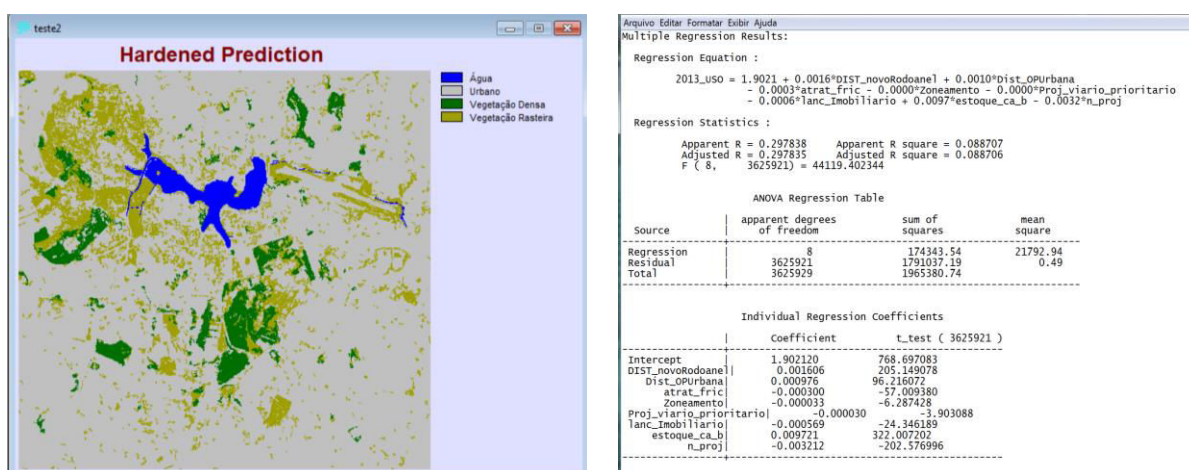 teste2
Hardened Prediction
Água
Urbano
Vegetação Densa
Vegetação Rasteira
Arquivo Editar Formatar Exibir Ajuda
Multiple Regression Results:
Regression Equation :
2013_USO = 1.9021 + 0.0016*DIST_novoRodoanel + 0.0010*Dist_OPUrbana
- 0.0003*atrat_fric - 0.0000*Zoneamento - 0.0000*Proj_viario_prioritario
- 0.0006*lanc_Imobiliario + 0.0097*estoque_ca_b - 0.0032*n_proj
Regression Statistics :
Apparent R = 0.297838 Apparent R square = 0.088707
Adjusted R = 0.297835 Adjusted R square = 0.088706
F ( 8, 3625921) = 44119.402344
ANOVA Regression Table
Source | apparent degrees of freedom | sum of squares | mean square
Regression | 8 174343.54 21792.94
Residual | 3625921 1791037.19 0.49
Total | 3625929 1965380.74
Individual Regression Coefficients
| Coefficient t_test ( 3625921 )
Intercept | 1.902120 768.697083
DIST_novoRodoanel| 0.001606 205.149078
Dist_OPUrbana| 0.000976 96.216072
atrat_fric| -0.000300 -57.009380
Zoneamento| -0.000033 -6.287428
Proj_viario_prioritario| -0.000030 -3.903088
lanc_Imobiliario| -0.000569 -24.346189
estoque_ca_b| 0.009721 322.007202
n_proj| -0.003212 -202.576996